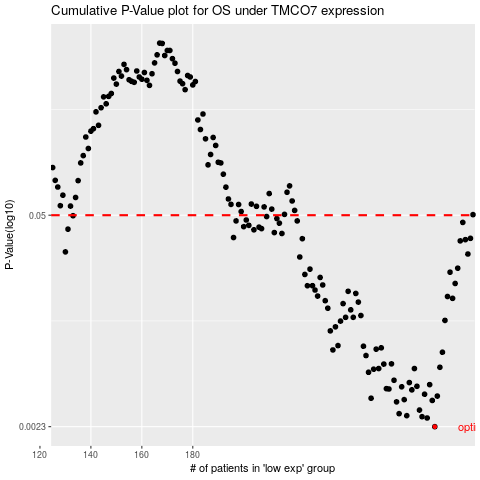 Cumulative P-Value plot for OS under TMCO7 expression
P-Value(log10)
0.05
0.0023
opti
120 140 160 180
# of patients in 'low exp' group